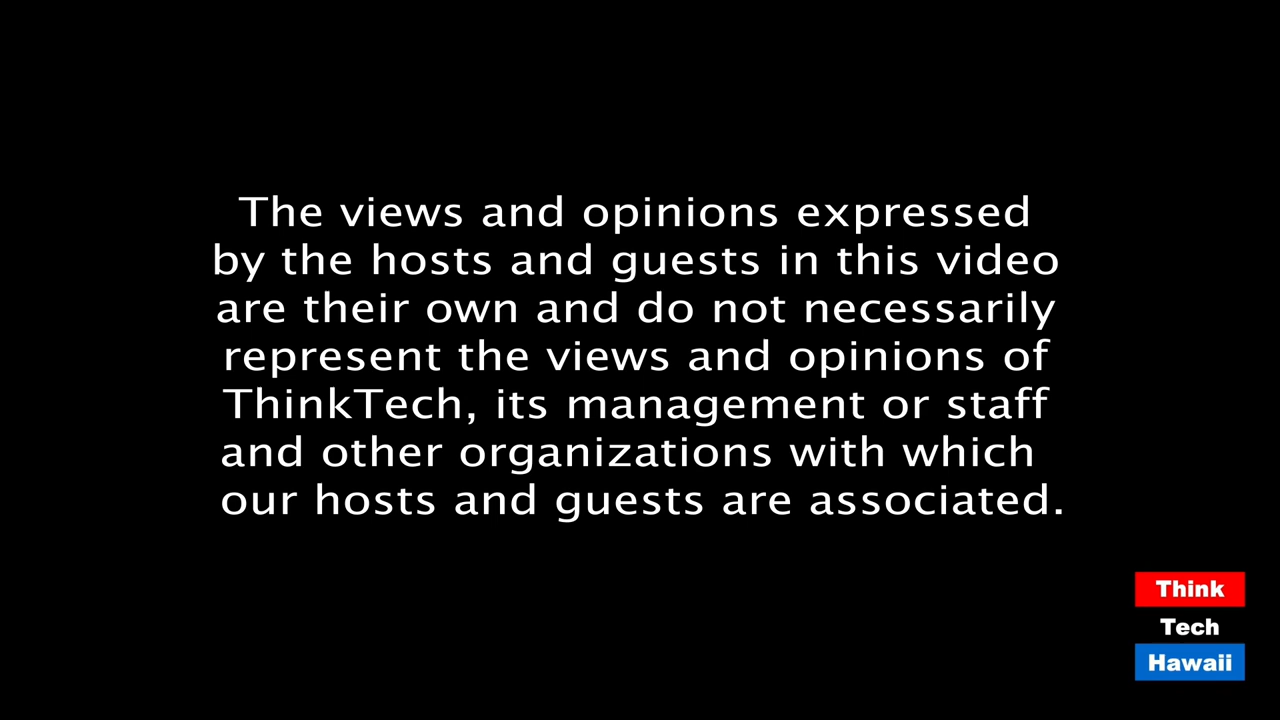 The views and opinions expressed
by the hosts and guests in this video
are their own and do not necessarily
represent the views and opinions of
ThinkTech, its management or staff
and other organizations with which
our hosts and guests are associated.
Think
Tech
Hawaii